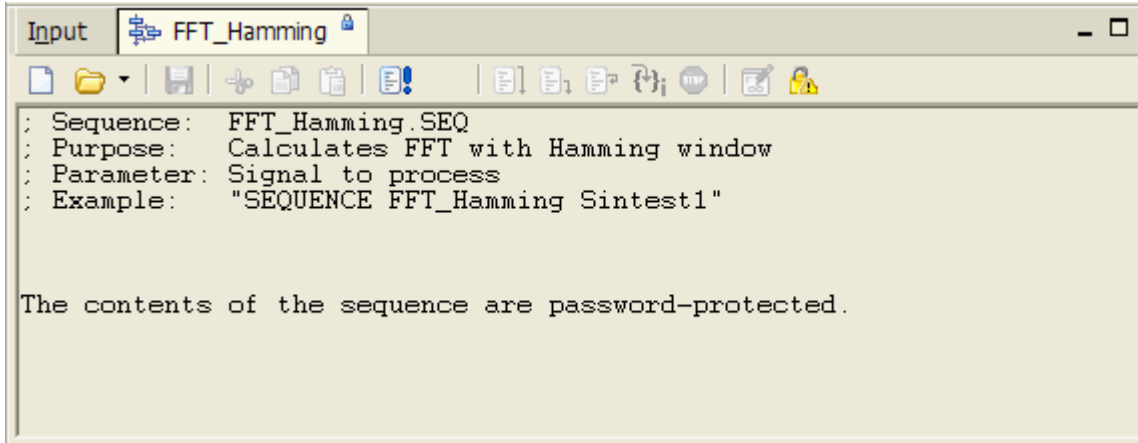 Input FFT_Hamming
; Sequence: FFT_Hamming.SEQ
; Purpose: Calculates FFT with Hamming window
; Parameter: Signal to process
; Example: "SEQUENCE FFT_Hamming Sintest1"
The contents of the sequence are password-protected.